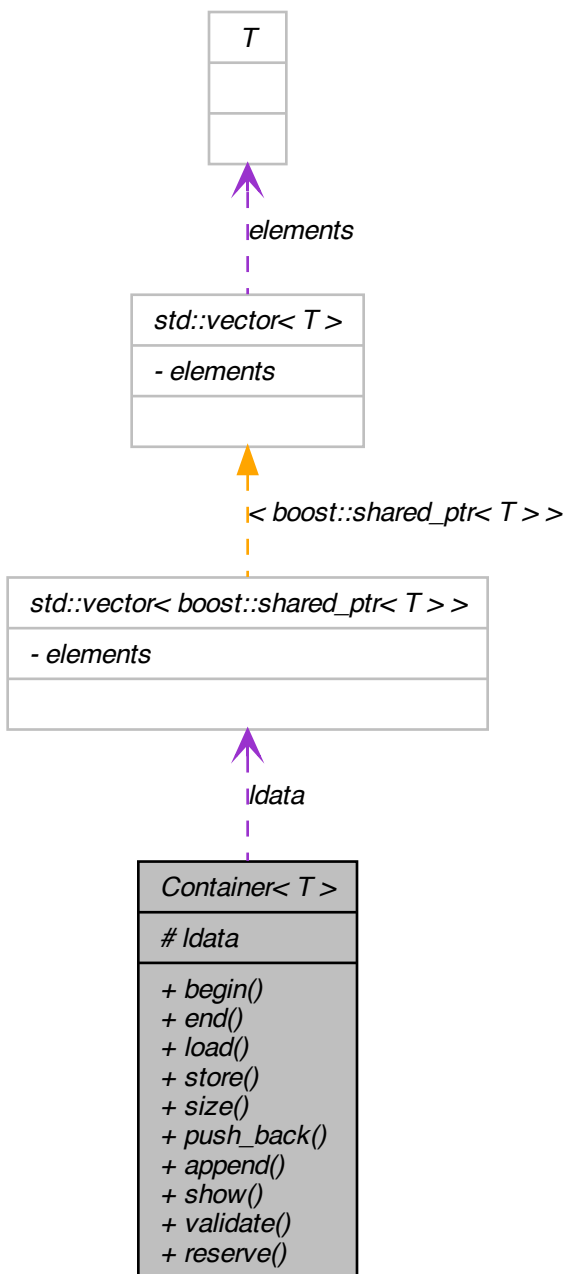 T
elements
std::vector< T >
- elements
< boost::shared_ptr< T > >
std::vector< boost::shared_ptr< T > >
- elements
ldata
Container< T >
# ldata
+ begin()
+ end()
+ load()
+ store()
+ size()
+ push_back()
+ append()
+ show()
+ validate()
+ reserve()